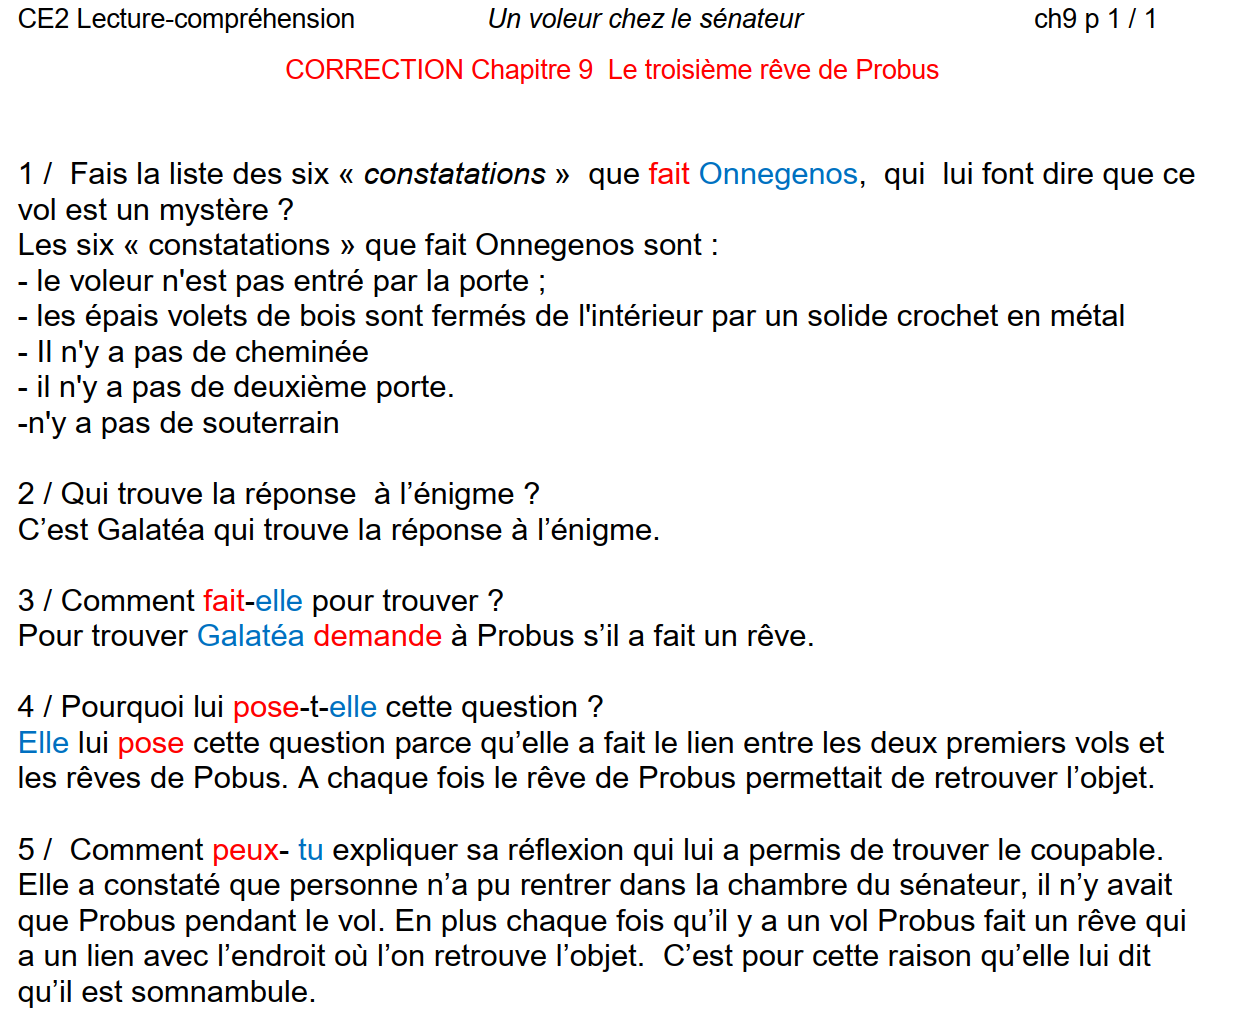 CE2 Lecture-compréhension Un voleur chez le sénateur ch9 p 1 / 1
CORRECTION Chapitre 9 Le troisième rêve de Probus
1 / Fais la liste des six « constatations » que fait Onnegenos, qui lui font dire que ce
vol est un mystère ?
Les six « constatations » que fait Onnegenos sont :
- le voleur n'est pas entré par la porte ;
- les épais volets de bois sont fermés de l'intérieur par un solide crochet en métal
- Il n'y a pas de cheminée
- il n'y a pas de deuxième porte.
-n'y a pas de souterrain
2 / Qui trouve la réponse à l’énigme ?
C’est Galatéa qui trouve la réponse à l’énigme.
3 / Comment fait-elle pour trouver ?
Pour trouver Galatéa demande à Probus s’il a fait un rêve.
4 / Pourquoi lui pose-t-elle cette question ?
Elle lui pose cette question parce qu’elle a fait le lien entre les deux premiers vols et
les rêves de Pobus. A chaque fois le rêve de Probus permettait de retrouver l’objet.
5 / Comment peux- tu expliquer sa réflexion qui lui a permis de trouver le coupable.
Elle a constaté que personne n’a pu rentrer dans la chambre du sénateur, il n’y avait
que Probus pendant le vol. En plus chaque fois qu’il y a un vol Probus fait un rêve qui
a un lien avec l’endroit où l’on retrouve l’objet. C’est pour cette raison qu’elle lui dit
qu’il est somnambule.